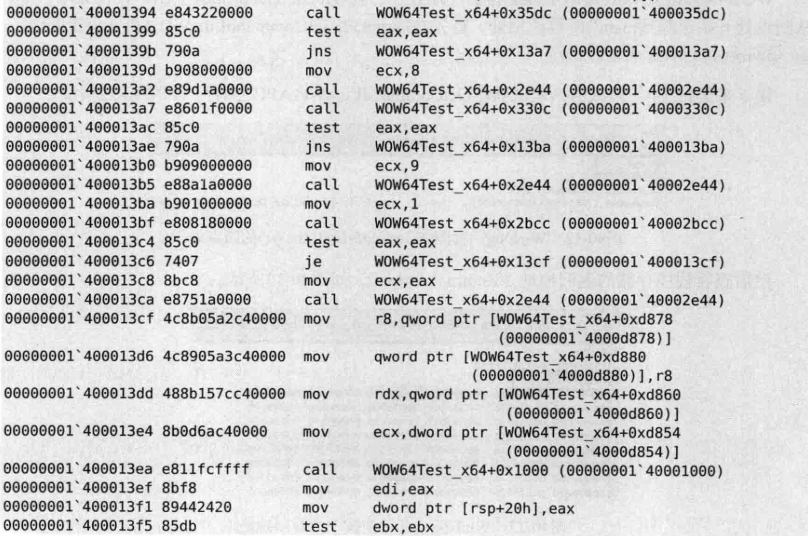 00000001`40001394 e843220000 call WOW64Test_x64+0x35dc (00000001`400035dc)
00000001`40001399 85c0 test eax,eax
00000001`4000139b 790a jns WOW64Test_x64+0x13a7 (00000001`400013a7)
00000001`4000139d b908000000 mov ecx,8
00000001`400013a2 e89d1a0000 call WOW64Test_x64+0x2e44 (00000001`40002e44)
00000001`400013a7 e8601f0000 call WOW64Test_x64+0x330c (00000001`4000330c)
00000001`400013ac 85c0 test eax,eax
00000001`400013ae 790a jns WOW64Test_x64+0x13ba (00000001`400013ba)
00000001`400013b0 b909000000 mov ecx,9
00000001`400013b5 e88a1a0000 call WOW64Test_x64+0x2e44 (00000001`40002e44)
00000001`400013ba b901000000 mov ecx,1
00000001`400013bf e808180000 call WOW64Test_x64+0x2bcc (00000001`40002bcc)
00000001`400013c4 85c0 test eax,eax
00000001`400013c6 7407 je WOW64Test_x64+0x13cf (00000001`400013cf)
00000001`400013c8 8bc8 mov ecx,eax
00000001`400013ca e8751a0000 call WOW64Test_x64+0x2e44 (00000001`40002e44)
00000001`400013cf 4c8b05a2c40000 mov r8,qword ptr [WOW64Test_x64+0xd878
(00000001`4000d878)]
00000001`400013d6 4c8905a3c40000 mov qword ptr [WOW64Test_x64+0xd880
(00000001`4000d880)],r8
00000001`400013dd 488b157cc40000 mov rdx,qword ptr [WOW64Test_x64+0xd860
(00000001`4000d860)]
00000001`400013e4 8b0d6ac40000 mov ecx,dword ptr [WOW64Test_x64+0xd854
(00000001`4000d854)]
00000001`400013ea e811fcffff call WOW64Test_x64+0x1000 (00000001`40001000)
00000001`400013ef 8bf8 mov edi,eax
00000001`400013f1 89442420 mov dword ptr [rsp+20h],eax
00000001`400013f5 85db test ebx,ebx